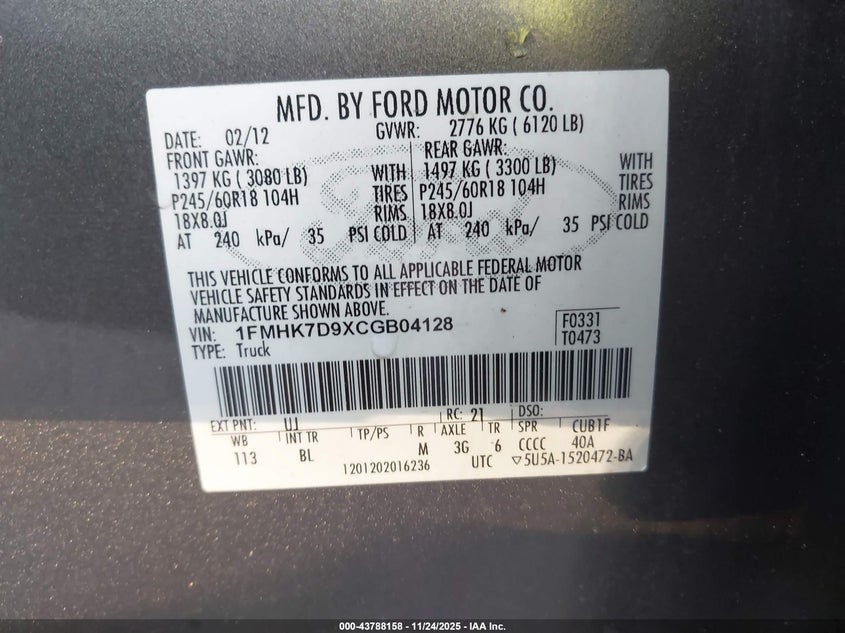 MFD. BY FORD MOTOR CO.
DATE: 02/12 GVWR: 2776 KG ( 6120 LB)
FRONT GAWR: REAR GAWR:
1397 KG ( 3080 LB) WITH 1497 KG ( 3300 LB) WITH
P245/60R18 104H TIRES P245/60R18 104H TIRES
18X8.0J RIMS 18X8.0J RIMS
AT 240 kPa/ 35 PSI COLD AT 240 kPa/ 35 PSI COLD
THIS VEHICLE CONFORMS TO ALL APPLICABLE FEDERAL MOTOR
VEHICLE SAFETY STANDARDS IN EFFECT ON THE DATE OF
MANUFACTURE SHOWN ABOVE.
VIN: 1FMHK7D9XCGB04128 F0331
TYPE: Truck T0473
EXT PNT: UJ RC: 21 DSO:
WB INT TR TP/PS R AXLE TR SPR CUB1F
113 BL M 3G 6 CCCC 40A
1201202016236 UTC ▽5U5A-1520472-BA
000-43788158 - 11/24/2025 - IAA Inc.